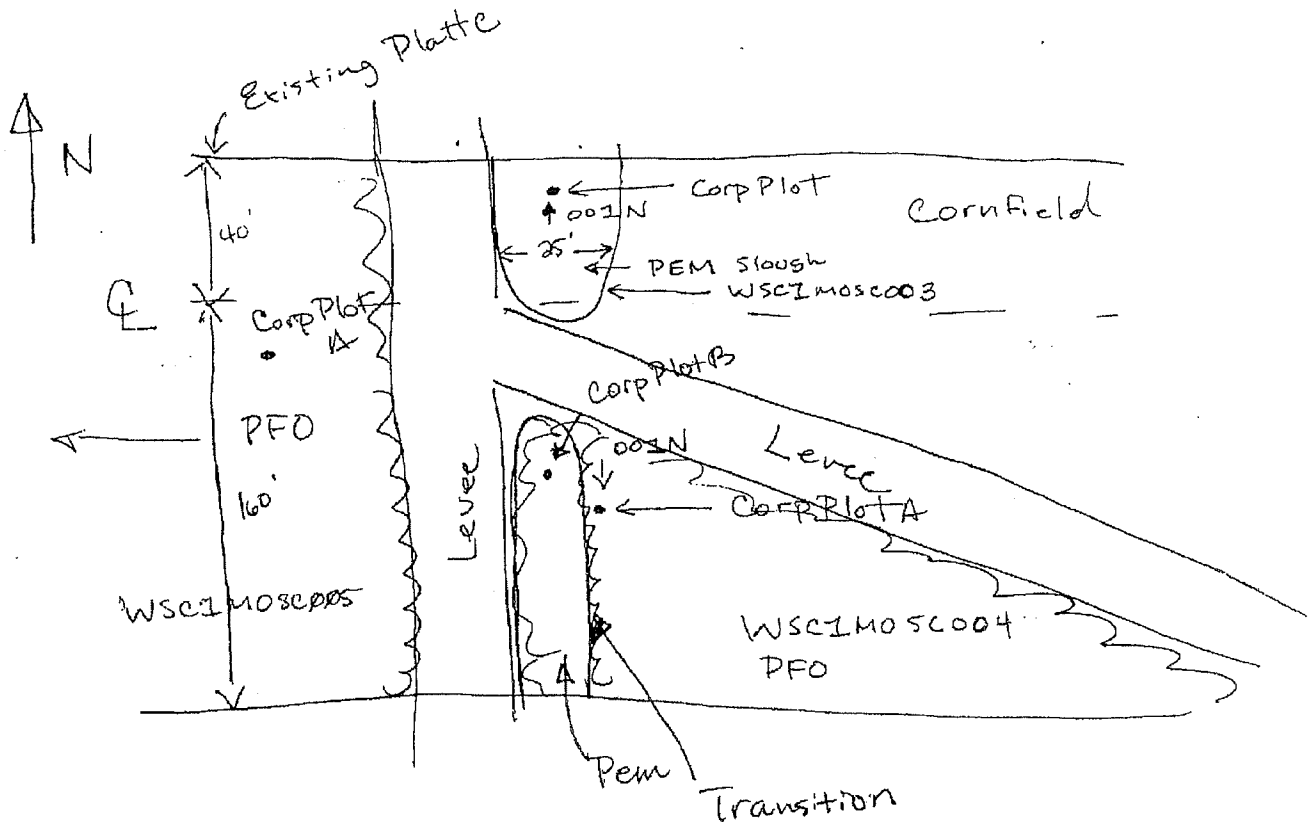 Existing Platte
N
40'
Corp Plot
001N
Cornfield
25'
PEM Slough
WSC1MOSC003
CL
Corp Plot
A
Corp Plot B
PFO
001N
Levee
Levee
160'
Corp Plot A
WSC1MOSC005
WSC1MOSC004
PFO
Pem
Transition